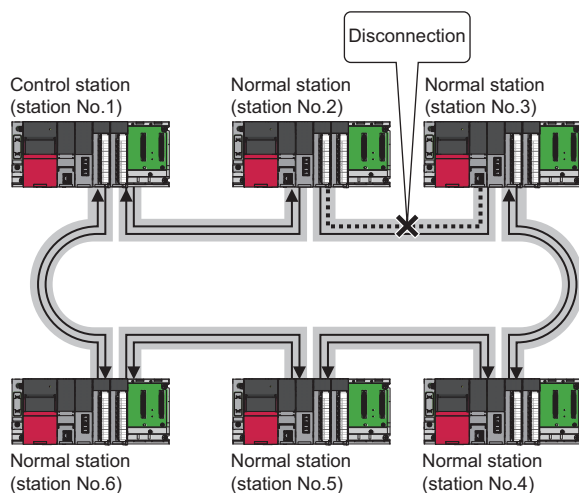 Disconnection
Control station
(station No.1)
Normal station
(station No.2)
Normal station
(station No.3)
Normal station
(station No.6)
Normal station
(station No.5)
Normal station
(station No.4)